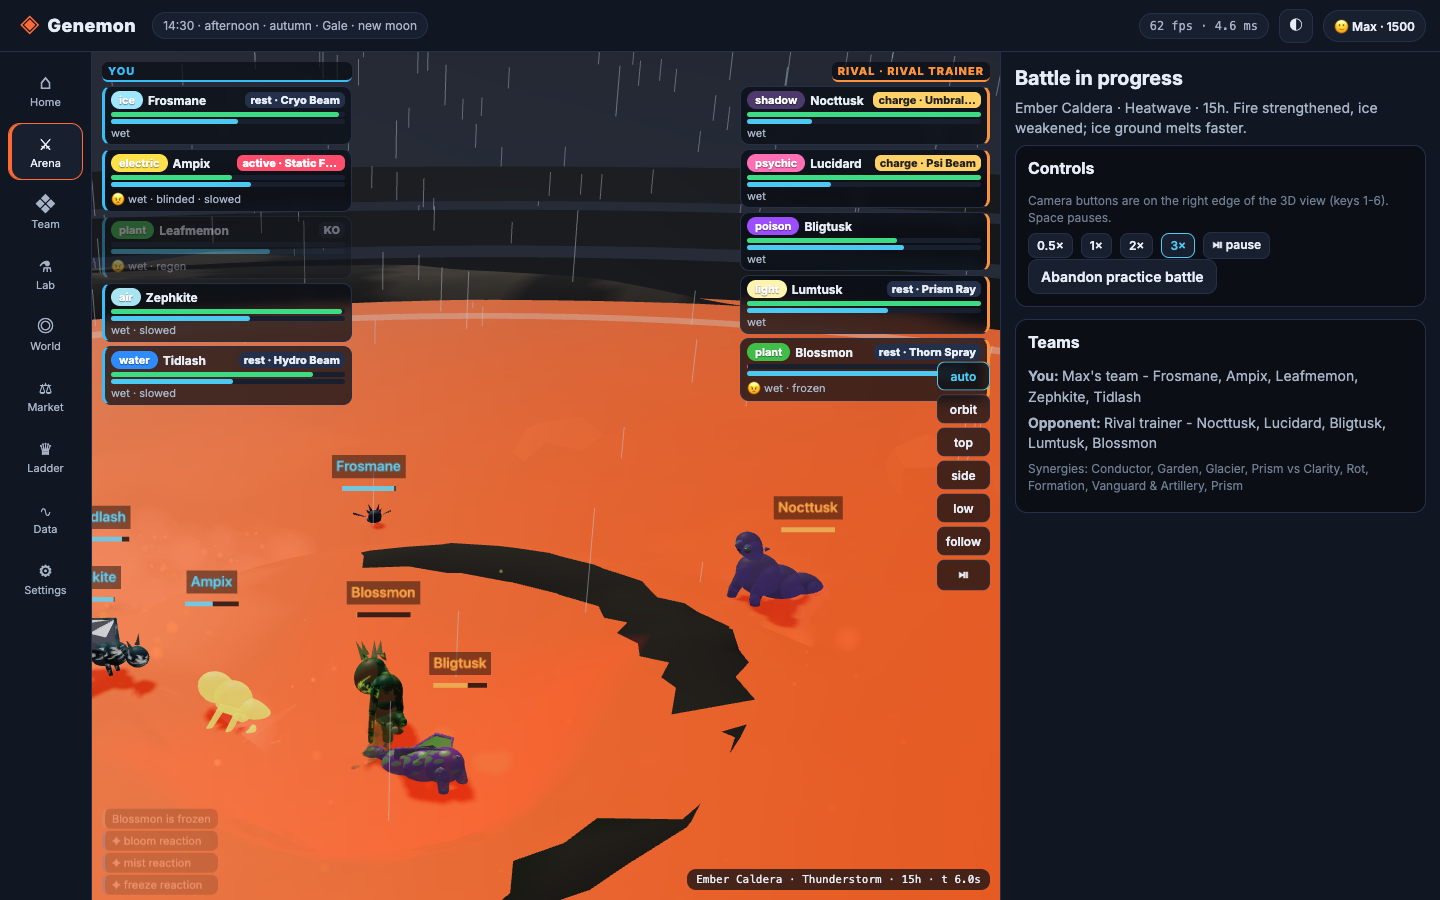 Genemon
14:30 · afternoon · autumn · Gale · new moon
62 fps · 4.6 ms
Max · 1500
Home
Arena
Team
Lab
World
Market
Ladder
Data
Settings
YOU
ice Frosmane rest · Cryo Beam
wet
electric Ampix active · Static F...
wet · blinded · slowed
plant Leafmemon KO
wet · regen
air Zephkite
wet · slowed
water Tidlash rest · Hydro Beam
wet · slowed
RIVAL · RIVAL TRAINER
shadow Nocttusk charge · Umbral...
wet
psychic Lucidard charge · Psi Beam
wet
poison Bligtusk
wet
light Lumtusk rest · Prism Ray
wet
plant Blossmon rest · Thorn Spray
wet · frozen
auto
orbit
top
side
low
follow
Frosmane
Nocttusk
dlash
kite
Ampix
Blossmon
Bligtusk
Blossmon is frozen
✦ bloom reaction
✦ mist reaction
✦ freeze reaction
Ember Caldera · Thunderstorm · 15h · t 6.0s
Battle in progress
Ember Caldera · Heatwave · 15h. Fire strengthened, ice
weakened; ice ground melts faster.
Controls
Camera buttons are on the right edge of the 3D view (keys 1-6).
Space pauses.
0.5× 1× 2× 3× pause
Abandon practice battle
Teams
You: Max's team - Frosmane, Ampix, Leafmemon,
Zephkite, Tidlash
Opponent: Rival trainer - Nocttusk, Lucidard, Bligtusk,
Lumtusk, Blossmon
Synergies: Conductor, Garden, Glacier, Prism vs Clarity, Rot,
Formation, Vanguard & Artillery, Prism